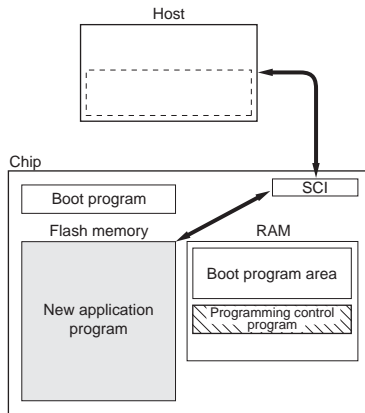 Host
Chip
SCI
Boot program
Flash memory
RAM
Boot program area
New application
program
Programming control
program